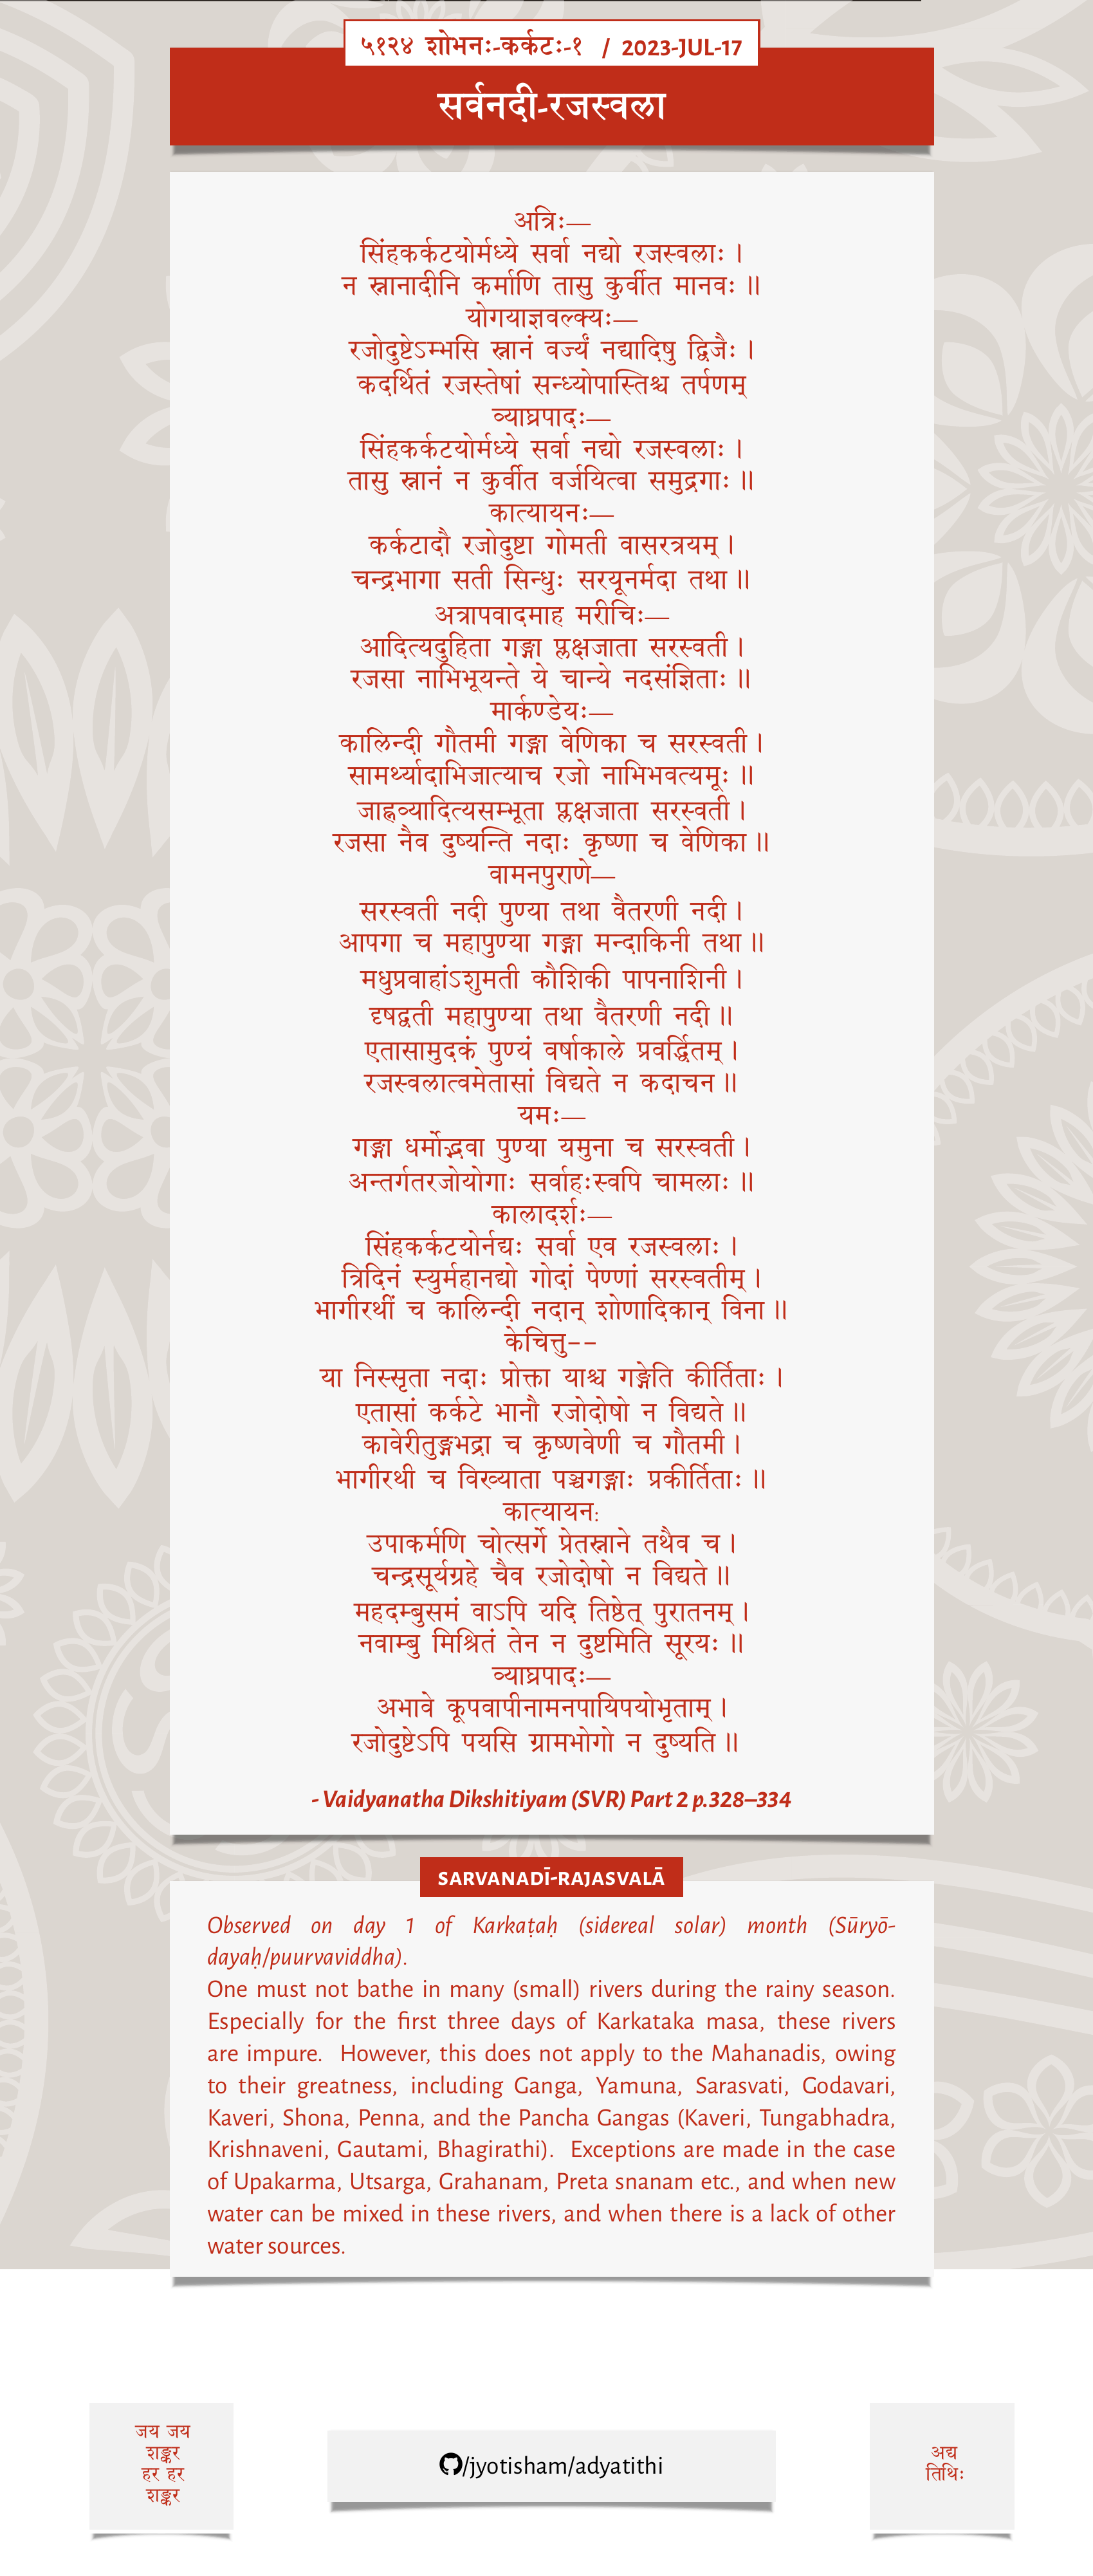 ५१२४ शोभनः-कर्कटः-१ / 2023-JUL-17
सर्वनदी-रजस्वला
अत्रिः—
सिंहकर्कटयोर्मध्ये सर्वा नद्यो रजस्वलाः ।
न स्नानादीनि कर्माणि तासु कुर्वीत मानवः ॥
योगयाज्ञवल्क्यः—
रजोदुष्टेऽम्भसि स्नानं वर्ज्यं नद्यादिषु द्विजैः ।
कदर्थितं रजस्तेषां सन्ध्योपास्तिश्च तर्पणम्
व्याघ्रपादः—
सिंहकर्कटयोर्मध्ये सर्वा नद्यो रजस्वलाः ।
तासु स्नानं न कुर्वीत वर्जयित्वा समुद्रगाः ॥
कात्यायनः—
कर्कटादौ रजोदुष्टा गोमती वासरत्रयम् ।
चन्द्रभागा सती सिन्धुः सरयूनर्मदा तथा ॥
अत्रापवादमाह मरीचिः—
आदित्यदुहिता गङ्गा प्लक्षजाता सरस्वती ।
रजसा नाभिभूयन्ते ये चान्ये नदसंज्ञिताः ॥
मार्कण्डेयः—
कालिन्दी गौतमी गङ्गा वेणिका च सरस्वती ।
सामर्थ्यादाभिजात्याच रजो नाभिभवत्यमूः ॥
जाह्नव्यादित्यसम्भूता प्लक्षजाता सरस्वती ।
रजसा नैव दुष्यन्ति नदाः कृष्णा च वेणिका ॥
वामनपुराणे—
सरस्वती नदी पुण्या तथा वैतरणी नदी ।
आपगा च महापुण्या गङ्गा मन्दाकिनी तथा ॥
मधुप्रवाहांऽशुमती कौशिकी पापनाशिनी ।
दृषद्वती महापुण्या तथा वैतरणी नदी ॥
एतासामुदकं पुण्यं वर्षाकाले प्रवर्द्धितम् ।
रजस्वलात्वमेतासां विद्यते न कदाचन ॥
यमः—
गङ्गा धर्मोद्भवा पुण्या यमुना च सरस्वती ।
अन्तर्गतरजोयोगाः सर्वाहःस्वपि चामलाः ॥
कालादर्शः—
सिंहकर्कटयोर्नद्यः सर्वा एव रजस्वलाः ।
त्रिदिनं स्युर्महानद्यो गोदां पेण्णां सरस्वतीम् ।
भागीरथीं च कालिन्दी नदान् शोणादिकान् विना ॥
केचित्तु−−
या निस्सृता नदाः प्रोक्ता याश्च गङ्गेति कीर्तिताः ।
एतासां कर्कटे भानौ रजोदोषो न विद्यते ॥
कावेरीतुङ्गभद्रा च कृष्णवेणी च गौतमी ।
भागीरथी च विख्याता पञ्चगङ्गाः प्रकीर्तिताः ॥
कात्यायन:
उपाकर्मणि चोत्सर्गे प्रेतस्नाने तथैव च ।
चन्द्रसूर्यग्रहे चैव रजोदोषो न विद्यते ॥
महदम्बुसमं वाऽपि यदि तिष्ठेत् पुरातनम् ।
नवाम्बु मिश्रितं तेन न दुष्टमिति सूरयः ॥
व्याघ्रपादः—
अभावे कूपवापीनामनपायिपयोभृताम् ।
रजोदुष्टेऽपि पयसि ग्रामभोगो न दुष्यति ॥
- Vaidyanatha Dikshitiyam (SVR) Part 2 p.328–334
SARVANADĪ-RAJASVALĀ
Observed on day 1 of Karkaṭaḥ (sidereal solar) month (Sūryō-
dayaḥ/puurvaviddha).
One must not bathe in many (small) rivers during the rainy season.
Especially for the first three days of Karkataka masa, these rivers
are impure. However, this does not apply to the Mahanadis, owing
to their greatness, including Ganga, Yamuna, Sarasvati, Godavari,
Kaveri, Shona, Penna, and the Pancha Gangas (Kaveri, Tungabhadra,
Krishnaveni, Gautami, Bhagirathi). Exceptions are made in the case
of Upakarma, Utsarga, Grahanam, Preta snanam etc., and when new
water can be mixed in these rivers, and when there is a lack of other
water sources.
जय जय
शङ्कर
हर हर
शङ्कर
/jyotisham/adyatithi
अद्य
तिथिः